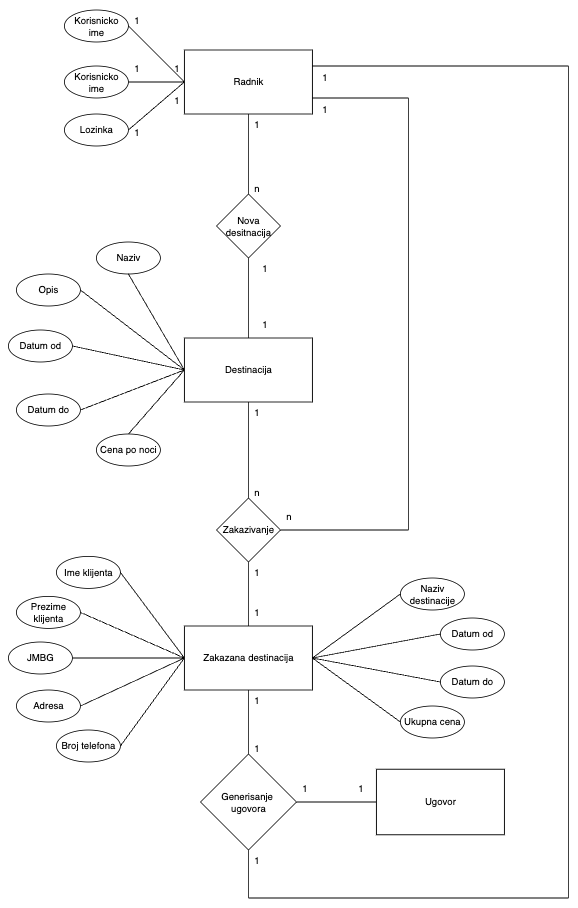 Korisnicko
ime
1
Korisnicko
ime
1
1
Lozinka
1
1
Radnik
1
1
1
n
Nova
desitnacija
1
1
Naziv
Opis
Datum od
Datum do
Cena po noci
Destinacija
1
n
Zakazivanje
n
1
1
Ime klijenta
Prezime
klijenta
JMBG
Adresa
Broj telefona
Zakazana destinacija
Naziv
destinacije
Datum od
Datum do
Ukupna cena
1
1
Generisanje
ugovora
1
1
Ugovor
1